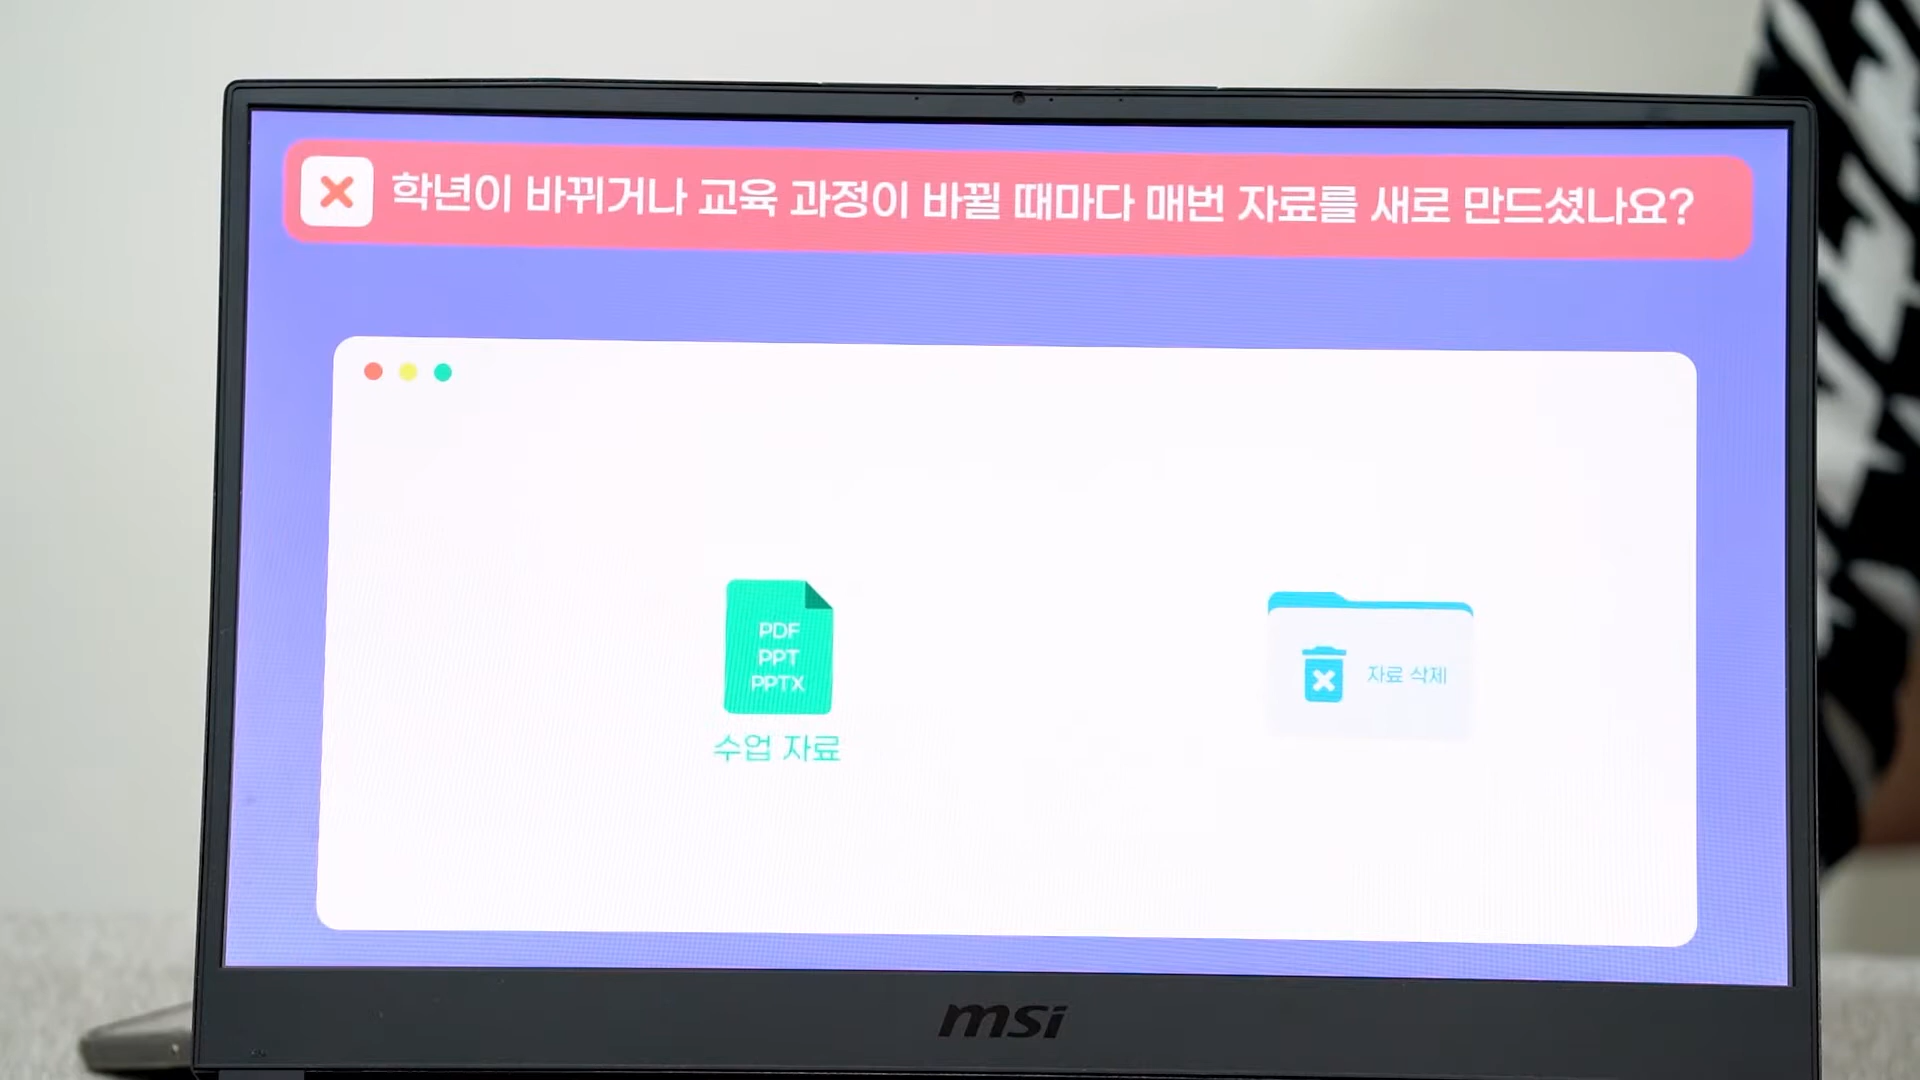 학년이 바뀌거나 교육 과정이 바뀔 때마다 매번 자료를 새로 만드셨나요?
PDF
PPT
PPTX
수업 자료
자료 삭제
msi